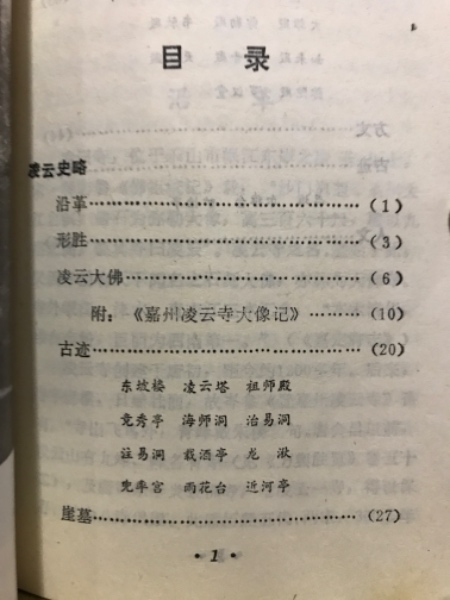 目录
凌云史略
沿革……………………………(1)
形胜……………………………(3)
凌云大佛………………………(6)
附:《嘉州凌云寺大像记》………(10)
古迹……………………………(20)
东坡楼 凌云塔 祖师殿
竞秀亭 海师洞 治易洞
注易洞 载酒亭 龙湫
兜率宫 雨花台 近河亭
崖墓……………………………(27)
·1·